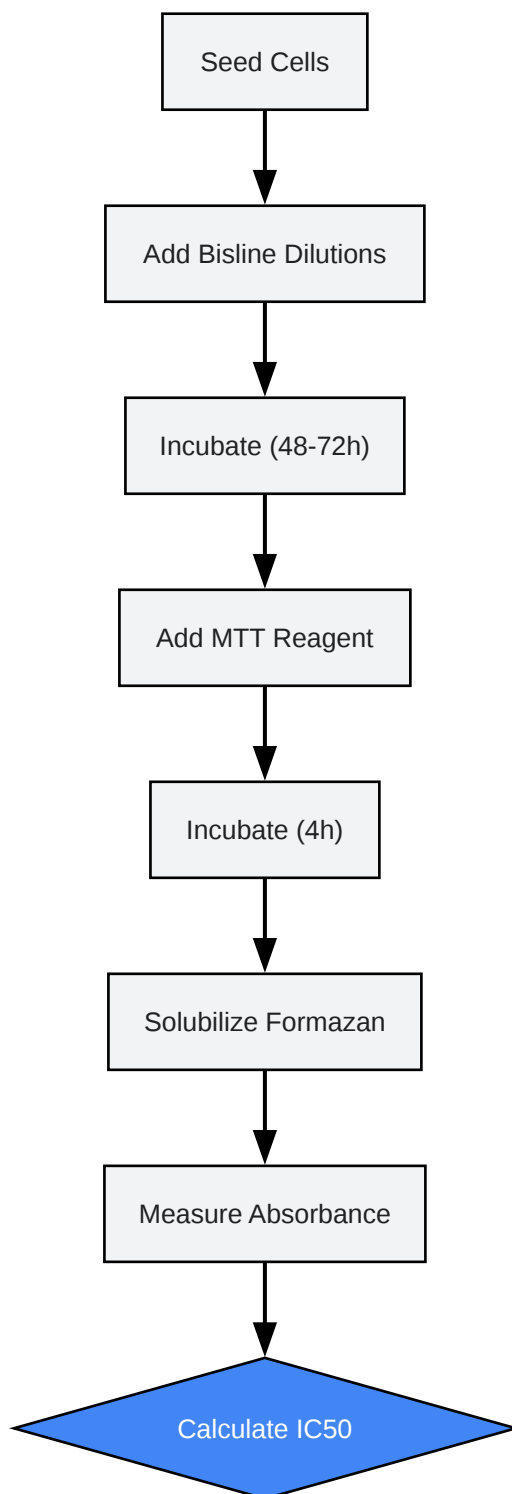 Seed Cells
Add Bisline Dilutions
Incubate (48-72h)
Add MTT Reagent
Incubate (4h)
Solubilize Formazan
Measure Absorbance
Calculate IC50